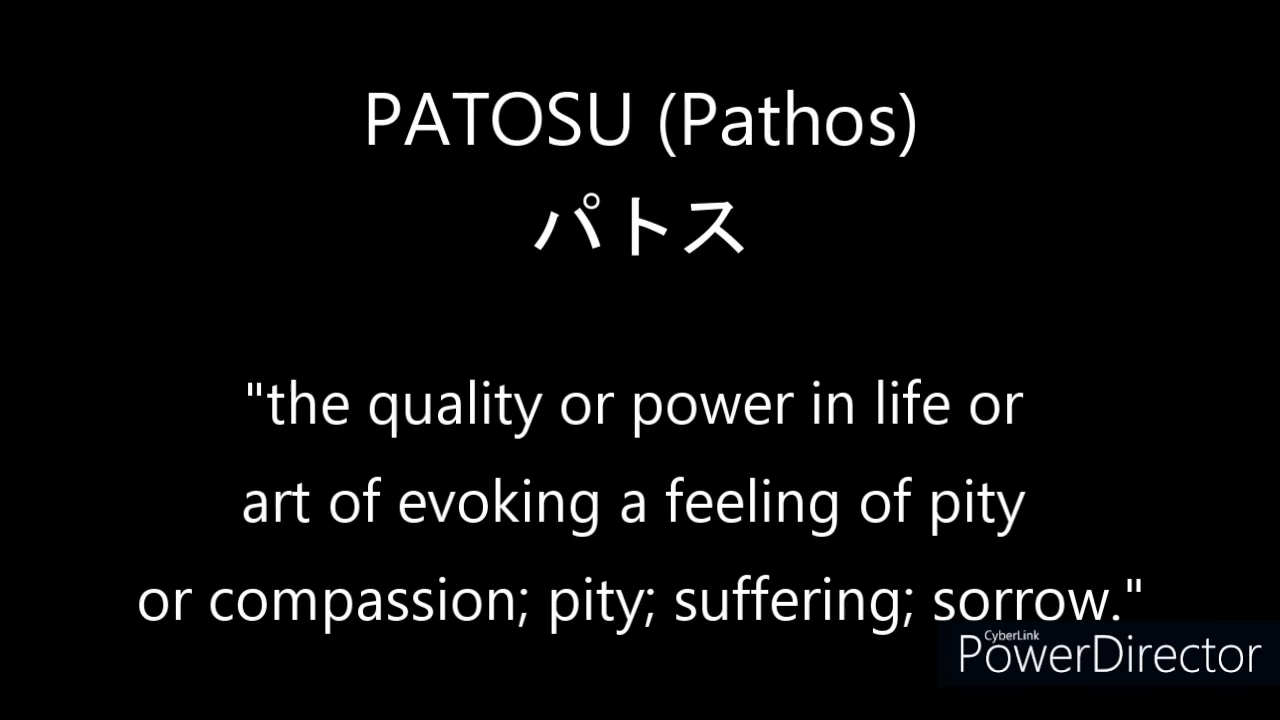 PATOSU (Pathos)
パトス
"the quality or power in life or
art of evoking a feeling of pity
or compassion; pity; suffering; sorrow."
CyberLink
PowerDirector